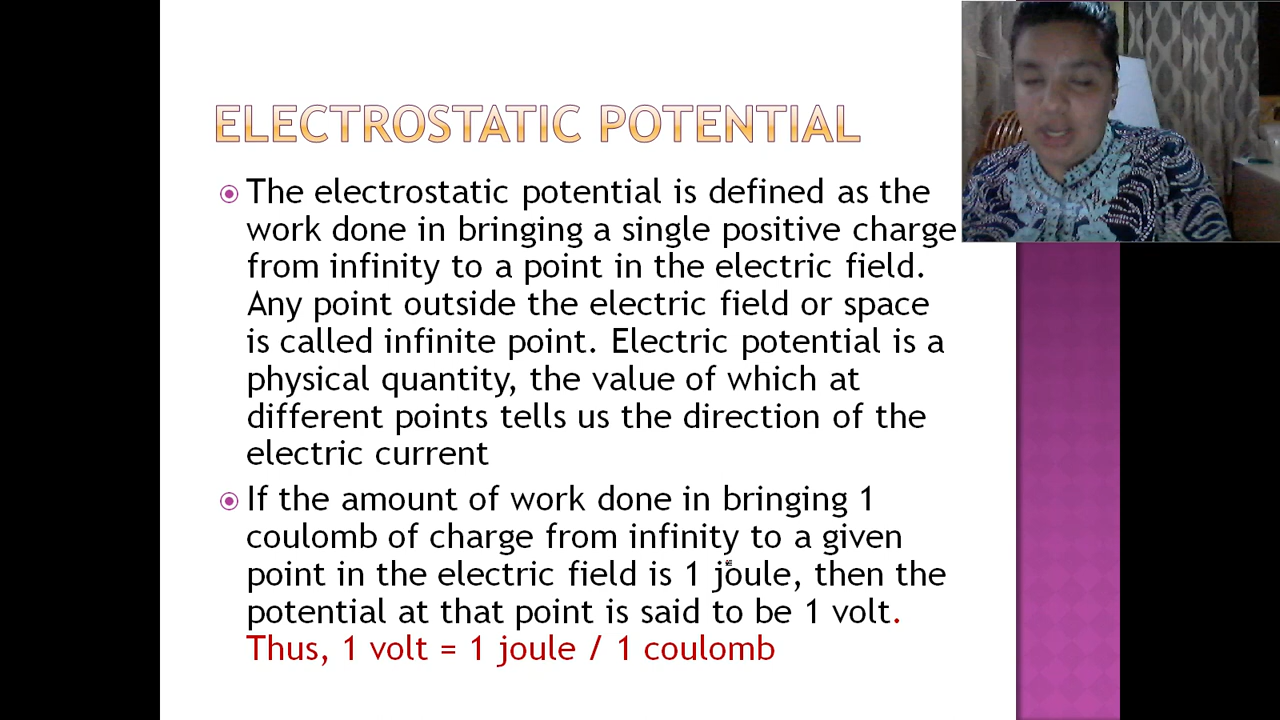 ELECTROSTATIC POTENTIAL
The electrostatic potential is defined as the
work done in bringing a single positive charge
from infinity to a point in the electric field.
Any point outside the electric field or space
is called infinite point. Electric potential is a
physical quantity, the value of which at
different points tells us the direction of the
electric current
If the amount of work done in bringing 1
coulomb of charge from infinity to a given
point in the electric field is 1 joule, then the
potential at that point is said to be 1 volt.
Thus, 1 volt = 1 joule / 1 coulomb